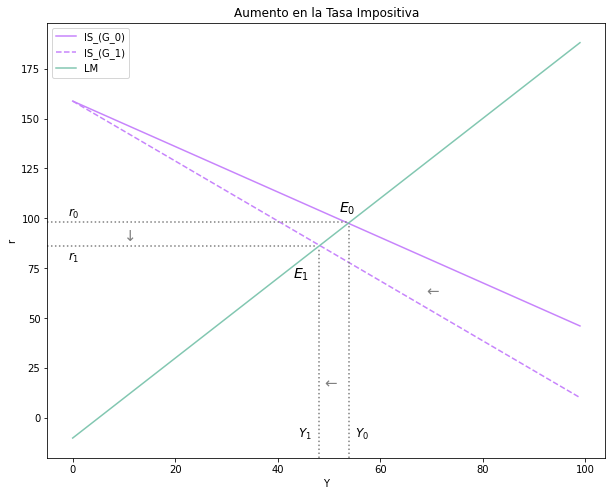 Aumento en la Tasa Impositiva
IS_(G_0)
IS_(G_1)
LM
175
150
125
100
75
50
25
0
r
r₀
↓
r₁
E₀
E₁
←
←
Y₁
Y₀
0
20
40
60
80
100
Y